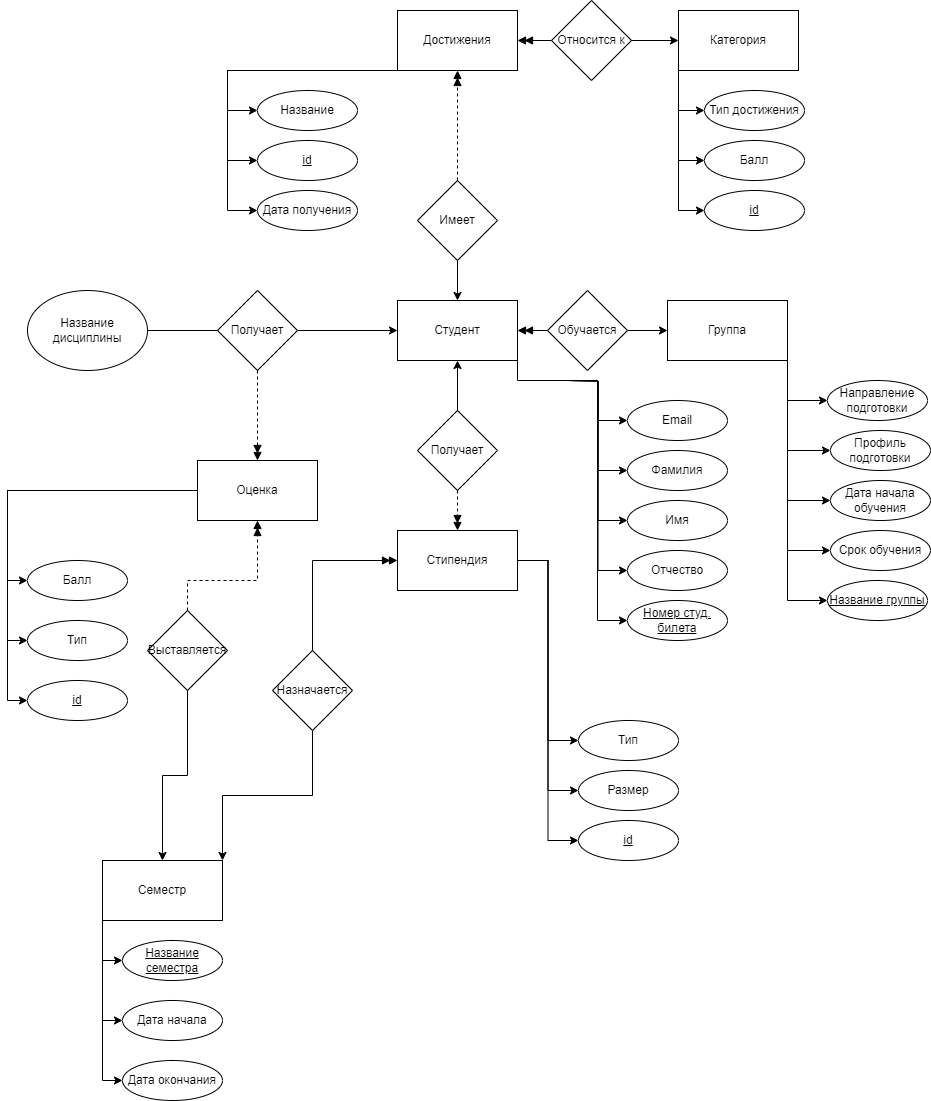 Достижения
Относится к
Категория
Название
id
Дата получения
Тип достижения
Балл
id
Имеет
Название
дисциплины
Получает
Студент
Обучается
Группа
Получает
Email
Фамилия
Имя
Отчество
Номер студ.
билета
Направление
подготовки
Профиль
подготовки
Дата начала
обучения
Срок обучения
Название группы
Оценка
Стипендия
Балл
Тип
id
Выставляется
Назначается
Тип
Размер
id
Семестр
Название
семестра
Дата начала
Дата окончания